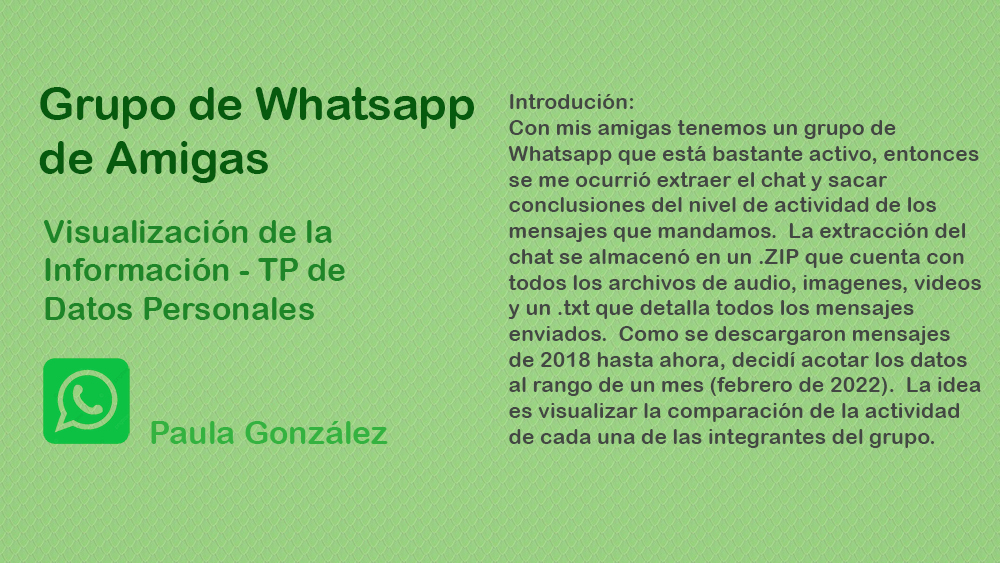 Grupo de Whatsapp
de Amigas
Visualización de la
Información - TP de
Datos Personales
Paula González
Introdución:
Con mis amigas tenemos un grupo de
Whatsapp que está bastante activo, entonces
se me ocurrió extraer el chat y sacar
conclusiones del nivel de actividad de los
mensajes que mandamos.  La extracción del
chat se almacenó en un .ZIP que cuenta con
todos los archivos de audio, imagenes, videos
y un .txt que detalla todos los mensajes
enviados.  Como se descargaron mensajes
de 2018 hasta ahora, decidí acotar los datos
al rango de un mes (febrero de 2022).  La idea
es visualizar la comparación de la actividad
de cada una de las integrantes del grupo.